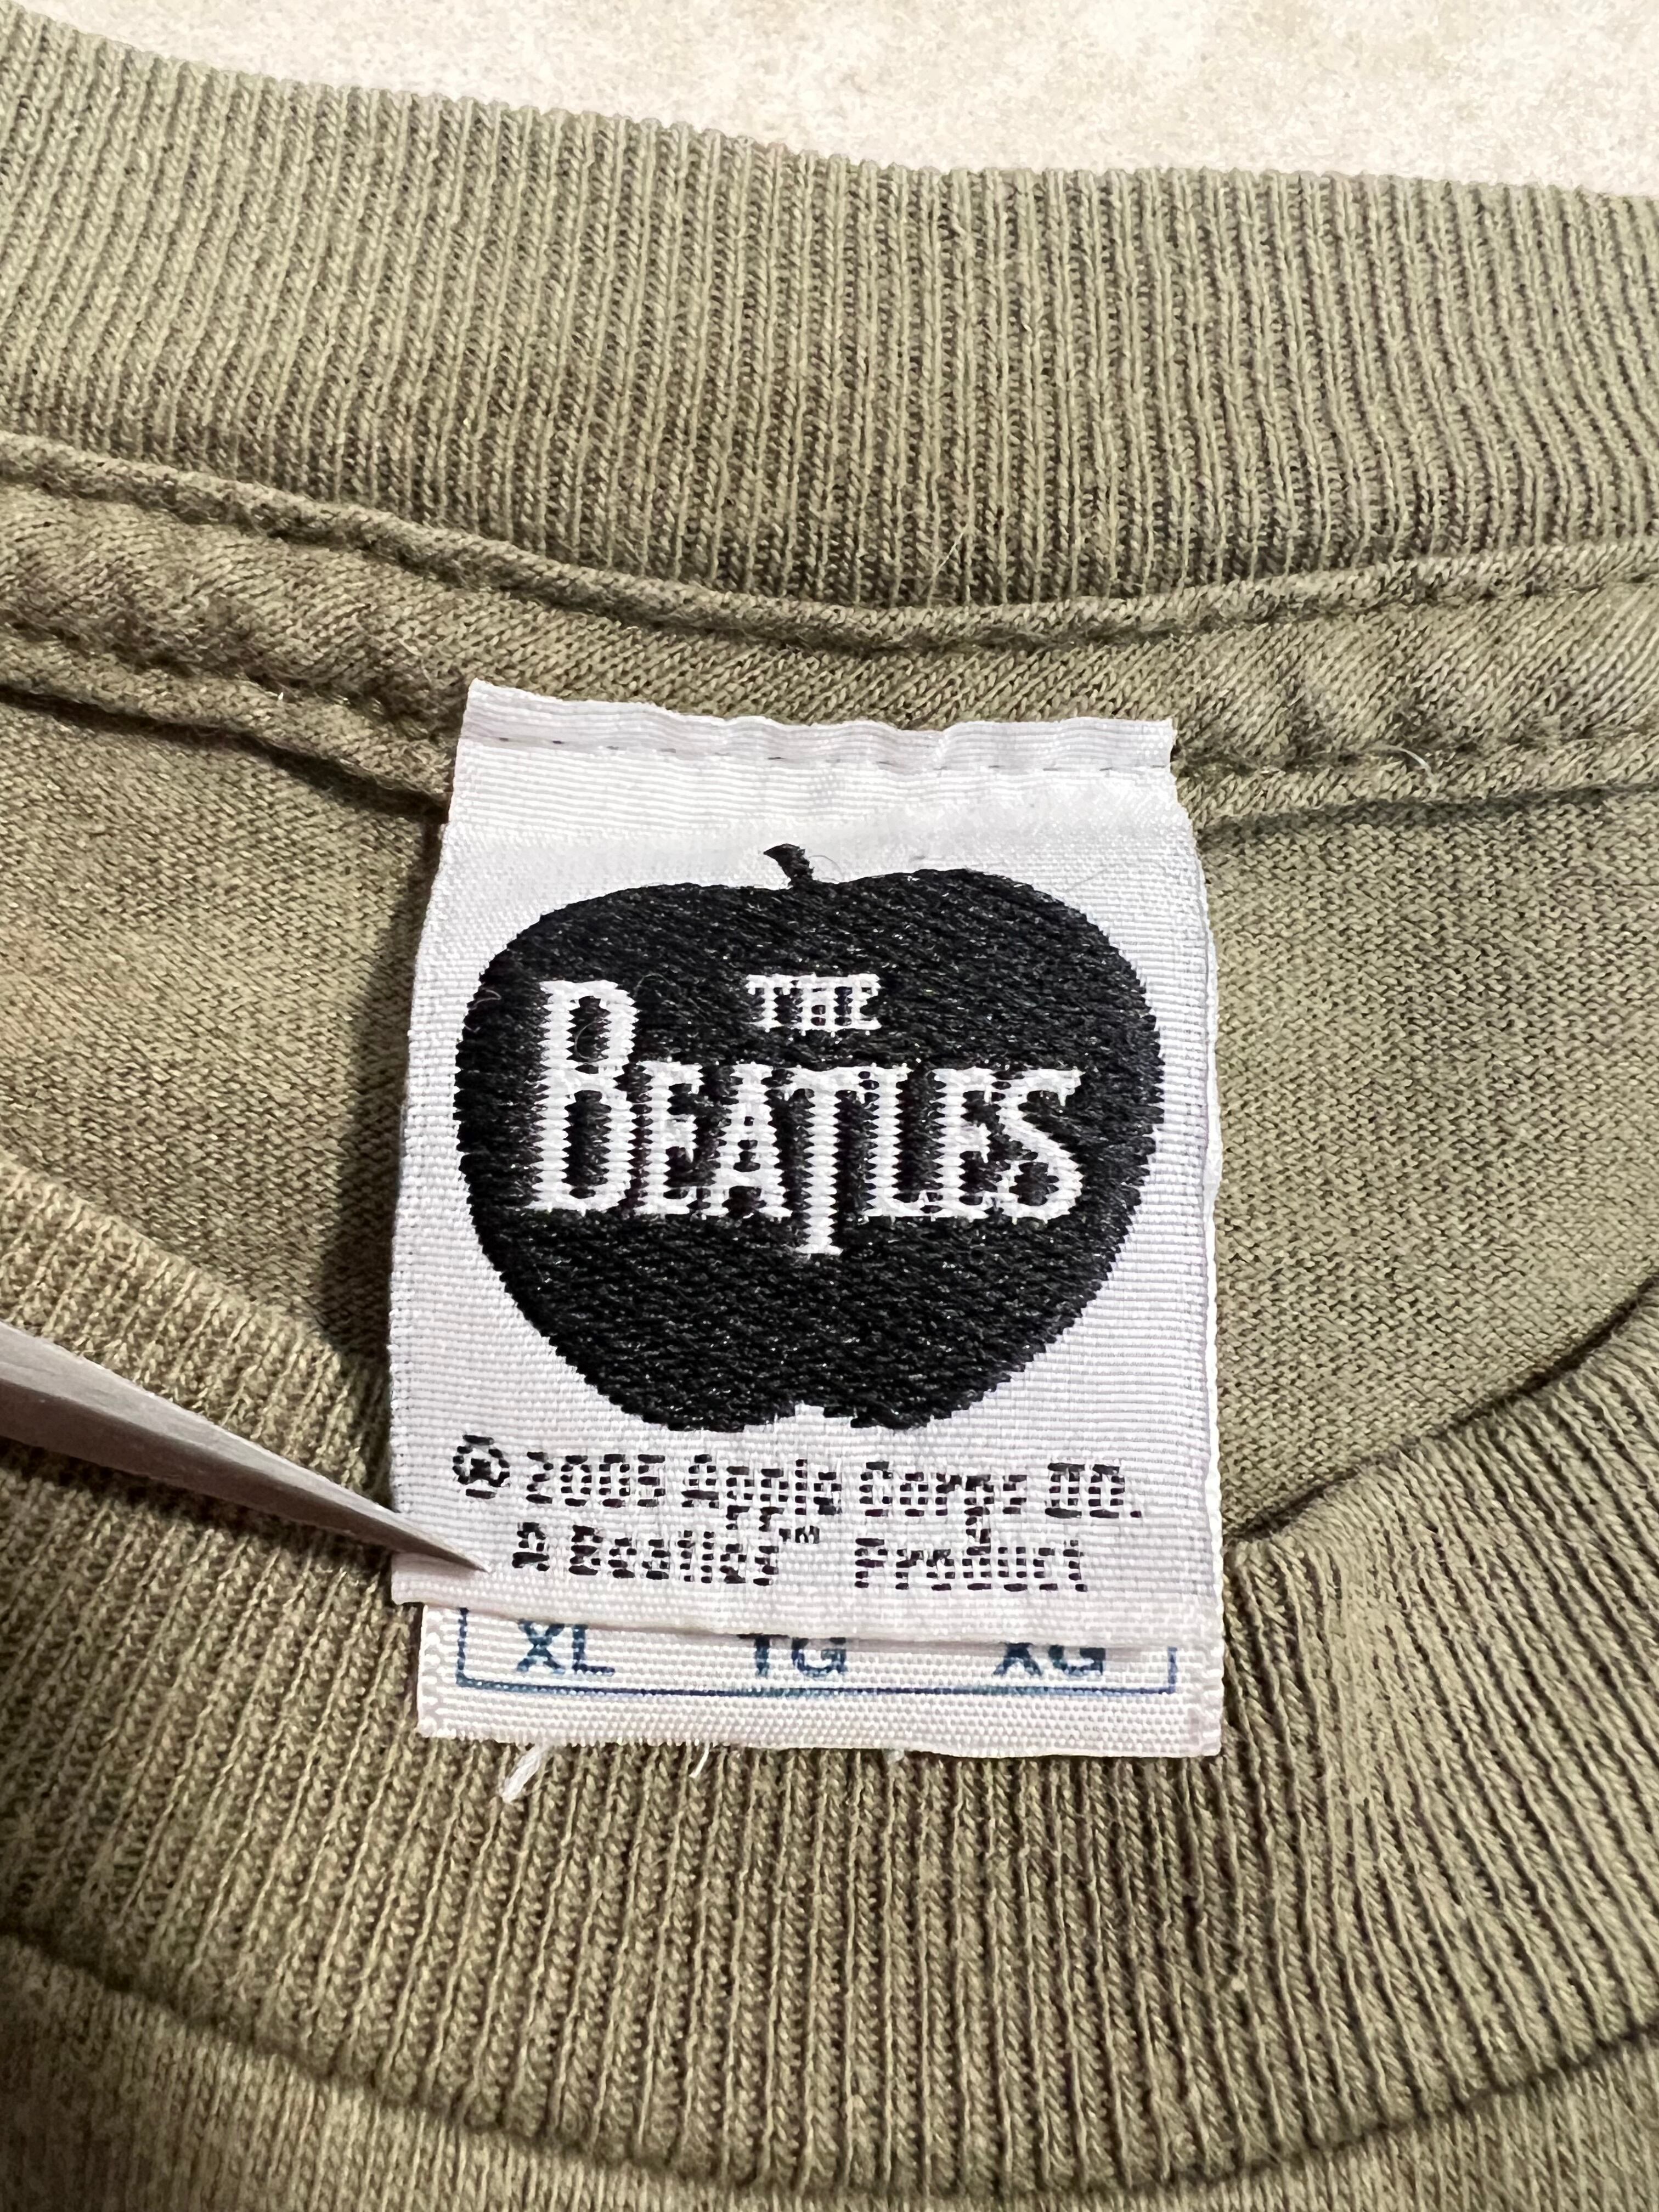 THE
BEATLES
© 2005 Apple Corps LTD.
A Beatles™ Product
XL TG XG